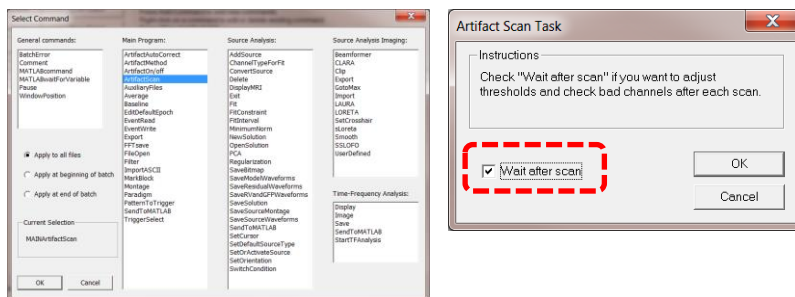 Select Command
General commands:
BatchError
Comment
MATLABcommand
MATLABwaitForVariable
Pause
WindowPosition
Apply to all files
Apply at beginning of batch
Apply at end of batch
Current Selection
MAINArtifactScan
OK
Cancel
Main Program:
ArtifactAutoCorrect
ArtifactMethod
ArtifactOn/off
ArtifactScan
AuxiliaryFiles
Average
Baseline
EditDefaultEpoch
EventRead
EventWrite
Export
FFTsave
FileOpen
Filter
ImportASCII
MarkBlock
Montage
Paradigm
PatternToTrigger
SendToMATLAB
TriggerSelect
Source Analysis:
AddSource
ChannelTypeForFit
ConvertSource
Delete
DisplayMRI
Exit
Fit
FitConstraint
FitInterval
MinimumNorm
NewSolution
OpenSolution
PCA
Regularization
SaveBitmap
SaveModelWaveforms
SaveResidualWaveforms
SaveRVandGFPWaveforms
SaveSolution
SaveSourceMontage
SaveSourceWaveforms
SendToMATLAB
SetCursor
SetDefaultSourceType
SetOrActivateSource
SetOrientation
SwitchCondition
Source Analysis Imaging:
Beamformer
CLARA
Clip
Export
GotoMax
Import
LAURA
LORETA
SetCrosshair
sLoreta
Smooth
SSLOFO
UserDefined
Time-Frequency Analysis:
Display
Image
Save
SendToMATLAB
StartTFAnalysis
Artifact Scan Task
Instructions
Check "Wait after scan" if you want to adjust
thresholds and check bad channels after each scan.
Wait after scan
OK
Cancel